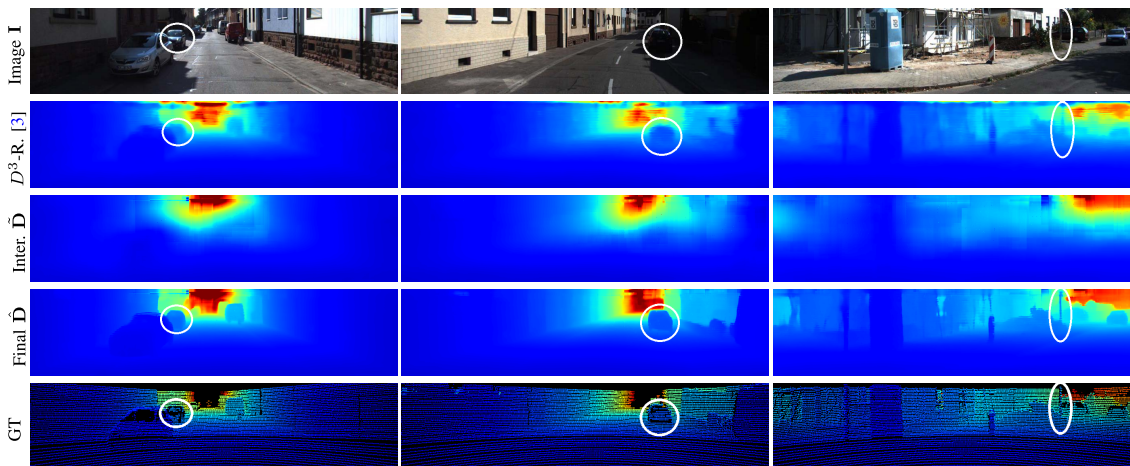 Image I
D³-R. [3]
Inter. D̃
Final D̂
GT